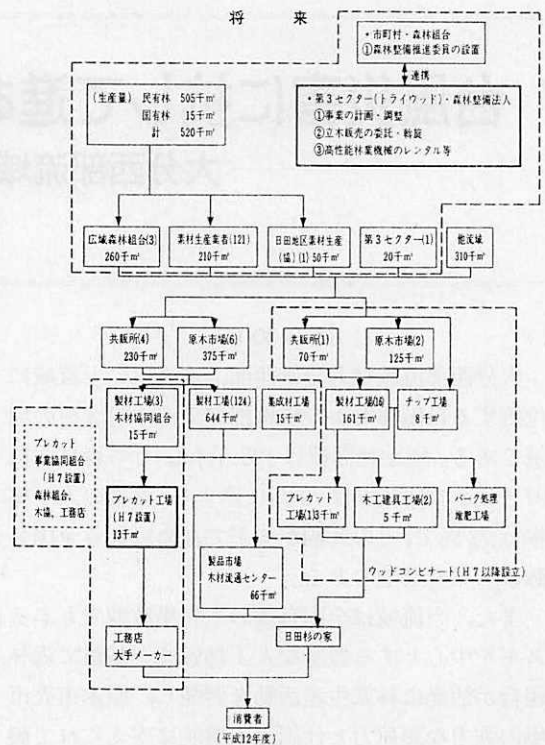 将来
・市町村・森林組合
①森林整備推進委員の設置
連携
・第3セクター(トライウッド)・森林整備法人
①事業の計画・調整
②立木販売の委託・斡旋
③高性能林業機械のレンタル等
(生産量) 民有林 505千㎥
国有林 15千㎥
計 520千㎥
広域森林組合(3)
260千㎥
素材生産業者(121)
210千㎥
日田地区素材生産
(協)(1)50千㎥
第3セクター(1)
20千㎥
他流域
310千㎥
共販所(4)
230千㎥
原木市場(6)
375千㎥
共販所(1)
70千㎥
原木市場(2)
125千㎥
製材工場(3)
木材協同組合
15千㎥
製材工場(124)
644千㎥
集成材工場
15千㎥
製材工場(16)
161千㎥
チップ工場
8千㎥
プレカット
事業協同組合
(H7設置)
森林組合、
木協、工務店
プレカット工場
(H7設置)
13千㎥
プレカット
工場(1)3千㎥
木工建具工場(2)
5千㎥
バーク処理
堆肥工場
製品市場
木材流通センター
66千㎥
ウッドコンビナート(H7以降設立)
工務店
大手メーカー
日田杉の家
消費者
(平成12年度)